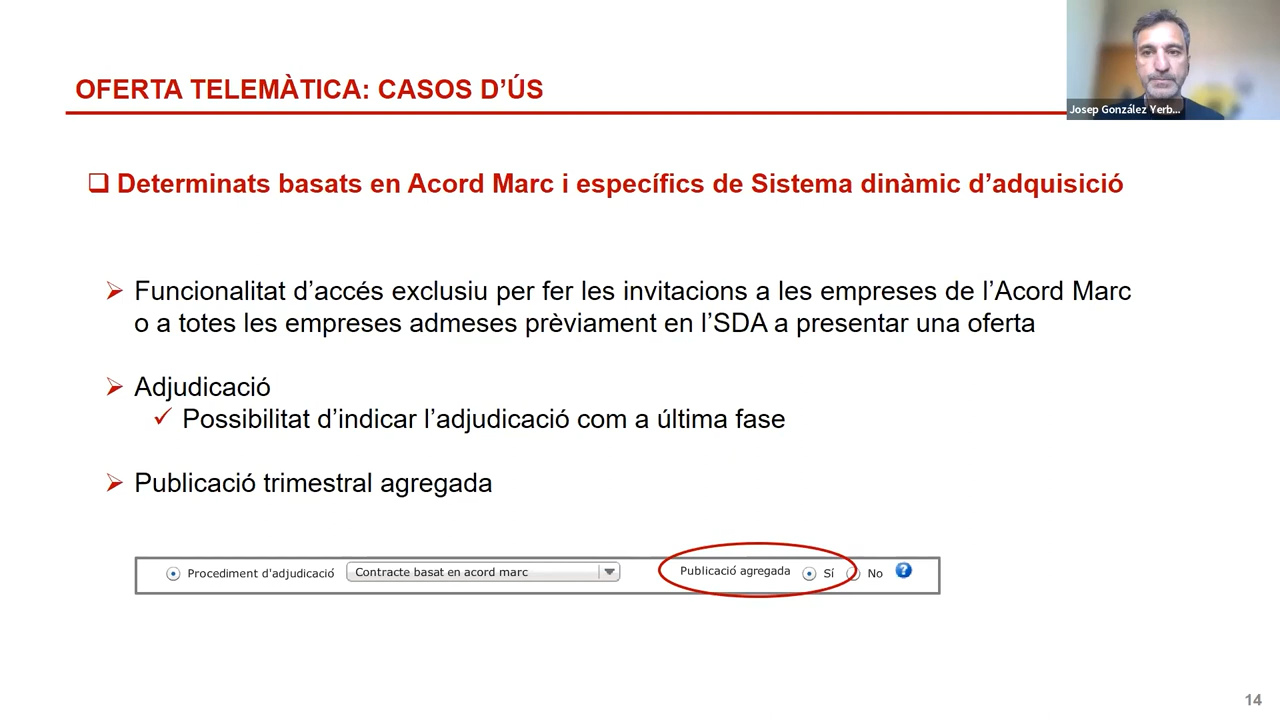 OFERTA TELEMÀTICA: CASOS D’ÚS
Josep González Yerb...
Determinats basats en Acord Marc i específics de Sistema dinàmic d’adquisició
Funcionalitat d’accés exclusiu per fer les invitacions a les empreses de l’Acord Marc
o a totes les empreses admeses prèviament en l’SDA a presentar una oferta
Adjudicació
Possibilitat d’indicar l’adjudicació com a última fase
Publicació trimestral agregada
Procediment d'adjudicació Contracte basat en acord marc Publicació agregada Sí No ?
14